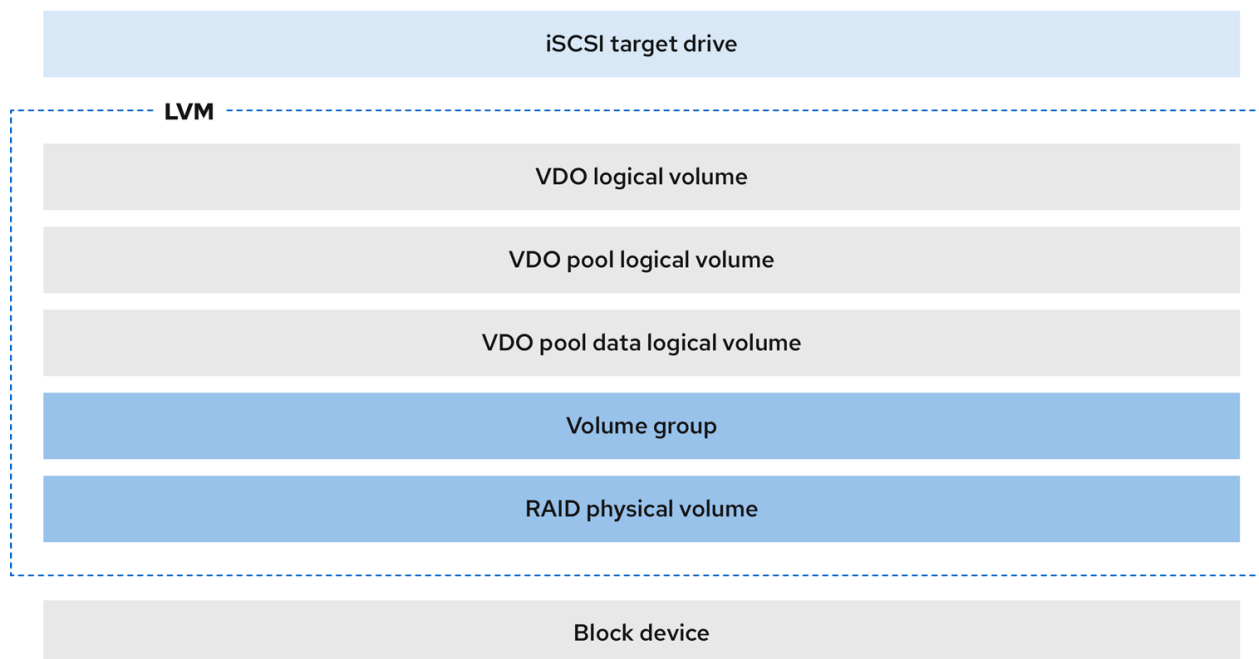 iSCSI target drive
LVM
VDO logical volume
VDO pool logical volume
VDO pool data logical volume
Volume group
RAID physical volume
Block device